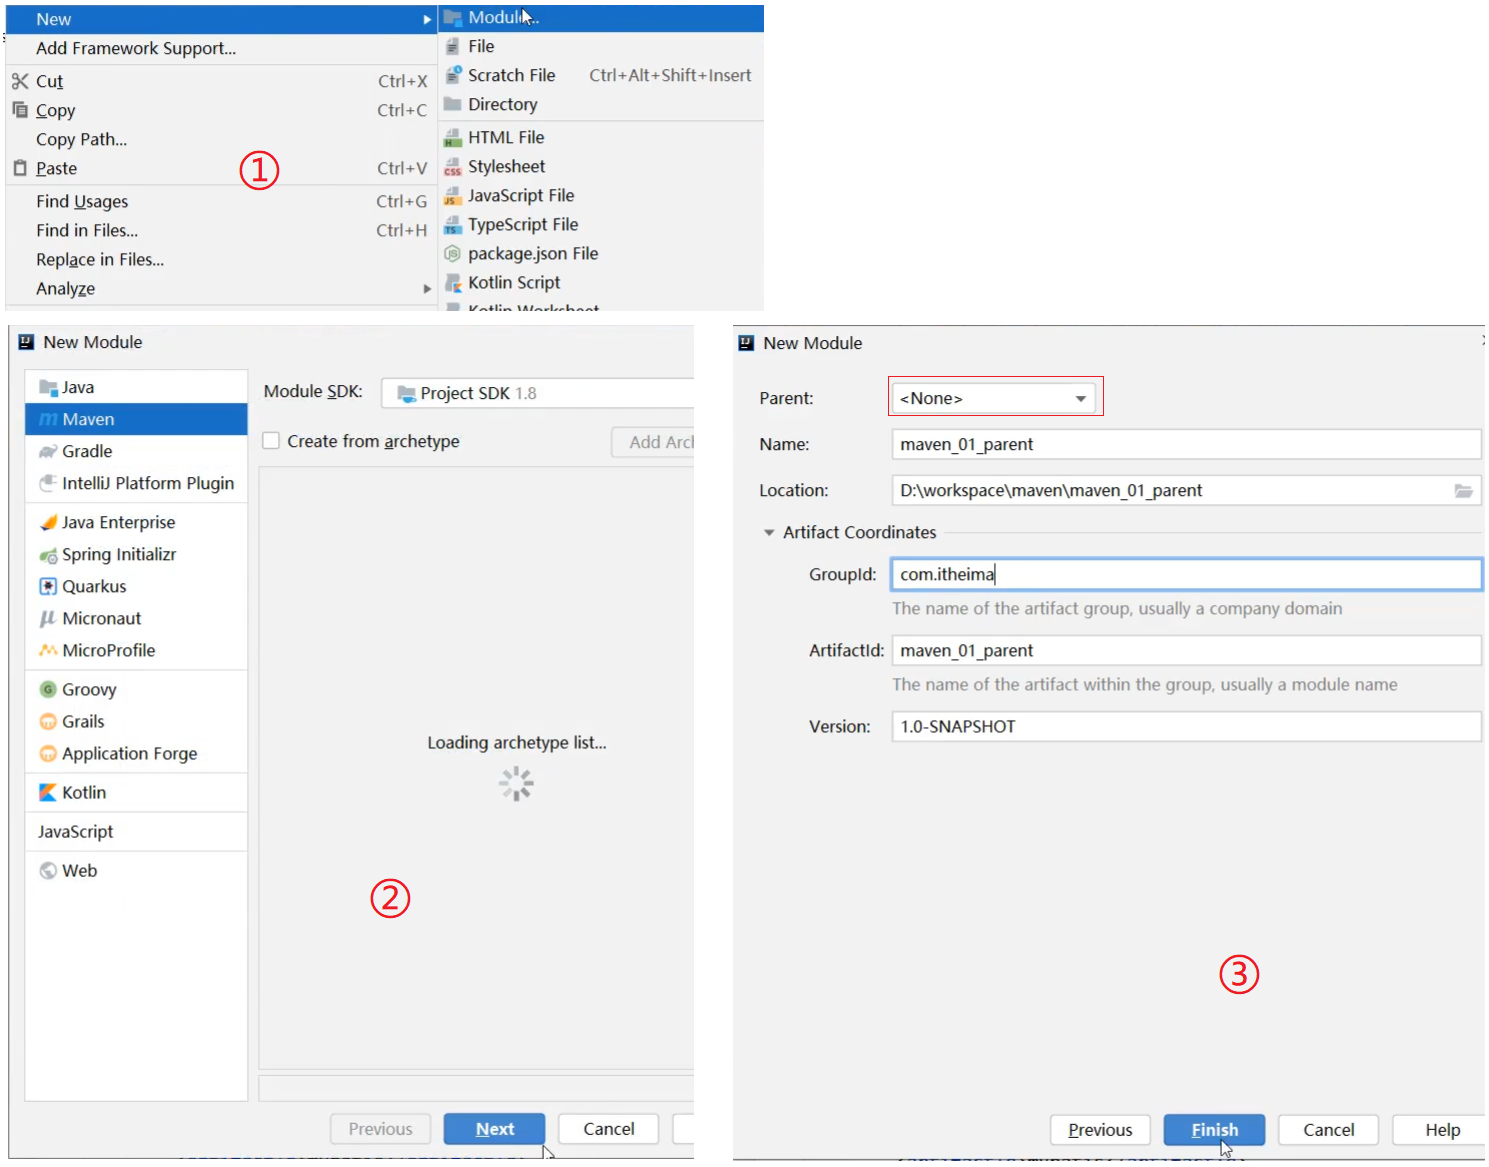 New
Add Framework Support...
Cut Ctrl+X
Copy Ctrl+C
Copy Path...
Paste Ctrl+V
Find Usages Ctrl+G
Find in Files... Ctrl+H
Replace in Files...
Analyze
①
Module...
File
Scratch File Ctrl+Alt+Shift+Insert
Directory
HTML File
Stylesheet
JavaScript File
TypeScript File
package.json File
Kotlin Script
Kotlin Worksheet
New Module
Java
Maven
Gradle
IntelliJ Platform Plugin
Java Enterprise
Spring Initializr
Quarkus
Micronaut
MicroProfile
Groovy
Grails
Application Forge
Kotlin
JavaScript
Web
Module SDK: Project SDK 1.8
Create from archetype Add Arc
Loading archetype list...
②
Previous Next Cancel
New Module
Parent: <None>
Name: maven_01_parent
Location: D:\workspace\maven\maven_01_parent
Artifact Coordinates
GroupId: com.itheima
The name of the artifact group, usually a company domain
ArtifactId: maven_01_parent
The name of the artifact within the group, usually a module name
Version: 1.0-SNAPSHOT
③
Previous Finish Cancel Help